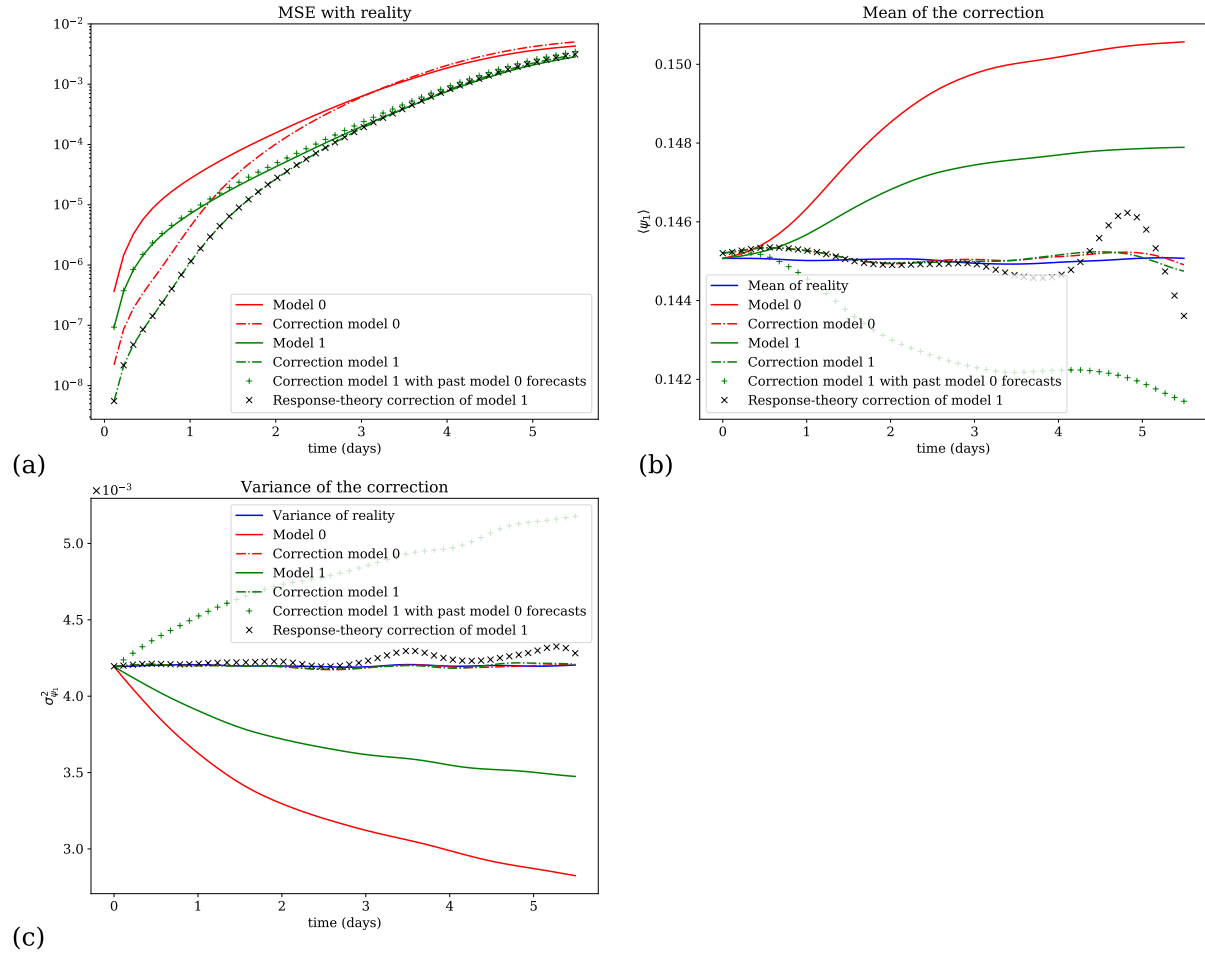 MSE with reality
10⁻²
10⁻³
10⁻⁴
10⁻⁵
10⁻⁶
10⁻⁷
10⁻⁸
Model 0
Correction model 0
Model 1
Correction model 1
Correction model 1 with past model 0 forecasts
Response-theory correction of model 1
0 1 2 3 4 5
time (days)
(a)
Mean of the correction
0.150
0.148
0.146
0.144
0.142
⟨ψ₁⟩
Mean of reality
Model 0
Correction model 0
Model 1
Correction model 1
Correction model 1 with past model 0 forecasts
Response-theory correction of model 1
0 1 2 3 4 5
time (days)
(b)
Variance of the correction
×10⁻³
5.0
4.5
4.0
3.5
3.0
σ²_ψ₁
Variance of reality
Model 0
Correction model 0
Model 1
Correction model 1
Correction model 1 with past model 0 forecasts
Response-theory correction of model 1
0 1 2 3 4 5
time (days)
(c)